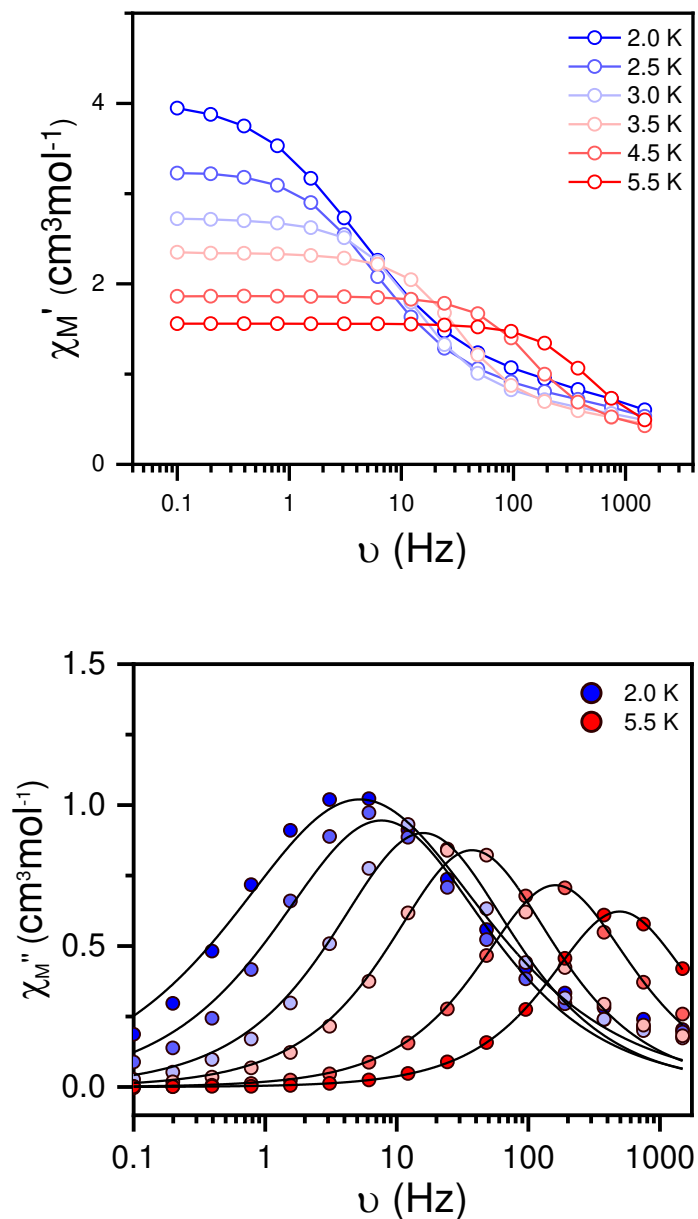 2.0 K
2.5 K
3.0 K
3.5 K
4.5 K
5.5 K
4
2
0
χM' (cm³mol⁻¹)
0.1 1 10 100 1000
υ (Hz)
2.0 K
5.5 K
1.5
1.0
0.5
0.0
χM'' (cm³mol⁻¹)
0.1 1 10 100 1000
υ (Hz)